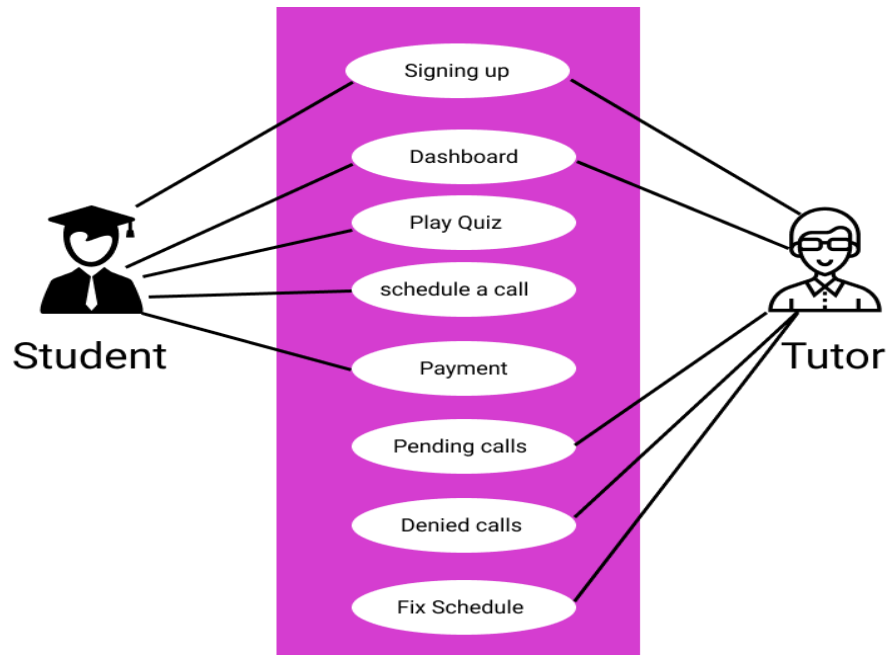 Signing up
Dashboard
Play Quiz
schedule a call
Student
Tutor
Payment
Pending calls
Denied calls
Fix Schedule